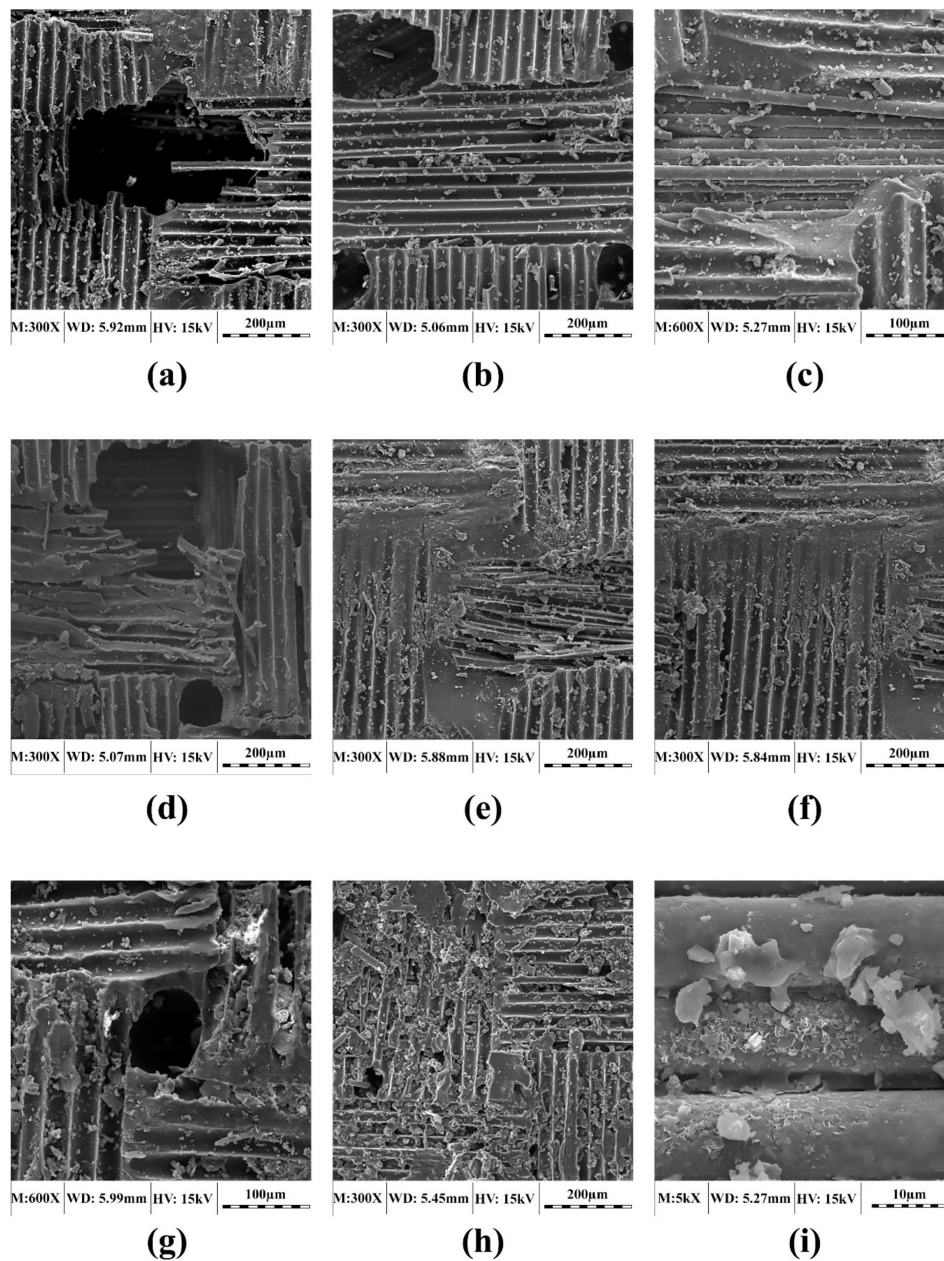 M:300X WD: 5.92mm HV: 15kV 200µm
M:300X WD: 5.06mm HV: 15kV 200µm
M:600X WD: 5.27mm HV: 15kV 100µm
(a) (b) (c)
M:300X WD: 5.07mm HV: 15kV 200µm
M:300X WD: 5.88mm HV: 15kV 200µm
M:300X WD: 5.84mm HV: 15kV 200µm
(d) (e) (f)
M:600X WD: 5.99mm HV: 15kV 100µm
M:300X WD: 5.45mm HV: 15kV 200µm
M:5kX WD: 5.27mm HV: 15kV 10µm
(g) (h) (i)